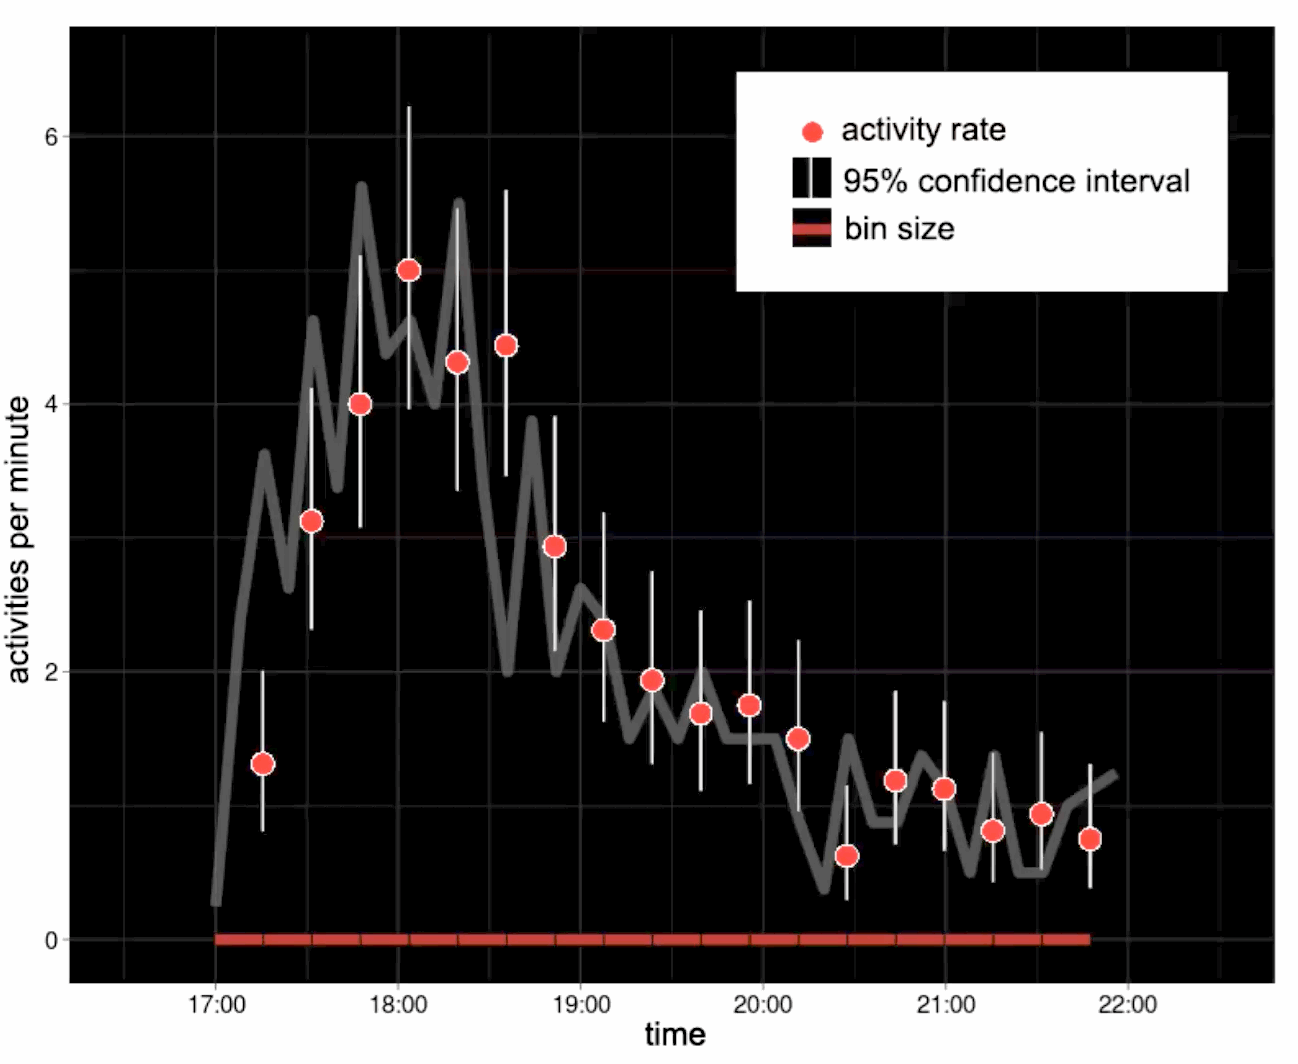 activity rate
95% confidence interval
bin size
6
4
2
0
activities per minute
17:00 18:00 19:00 20:00 21:00 22:00
time